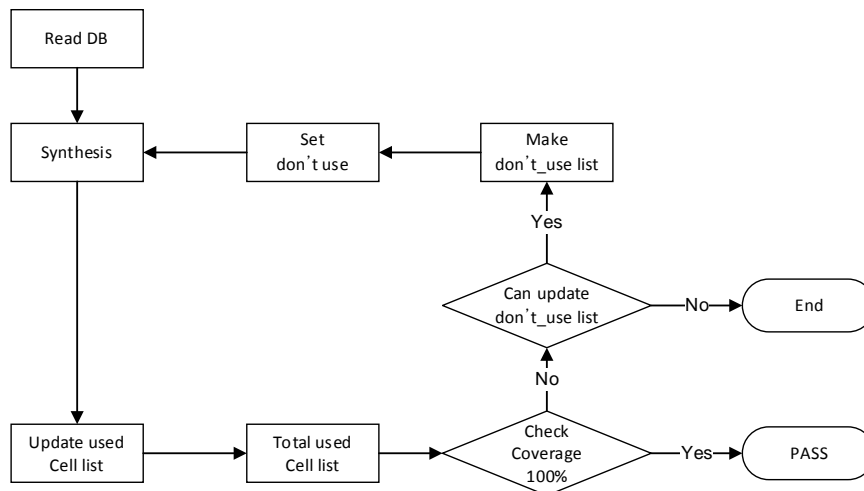 Read DB
Synthesis
Set
don't use
Make
don't_use list
Yes
Can update
don't_use list
No
End
No
Update used
Cell list
Total used
Cell list
Check
Coverage
100%
Yes
PASS